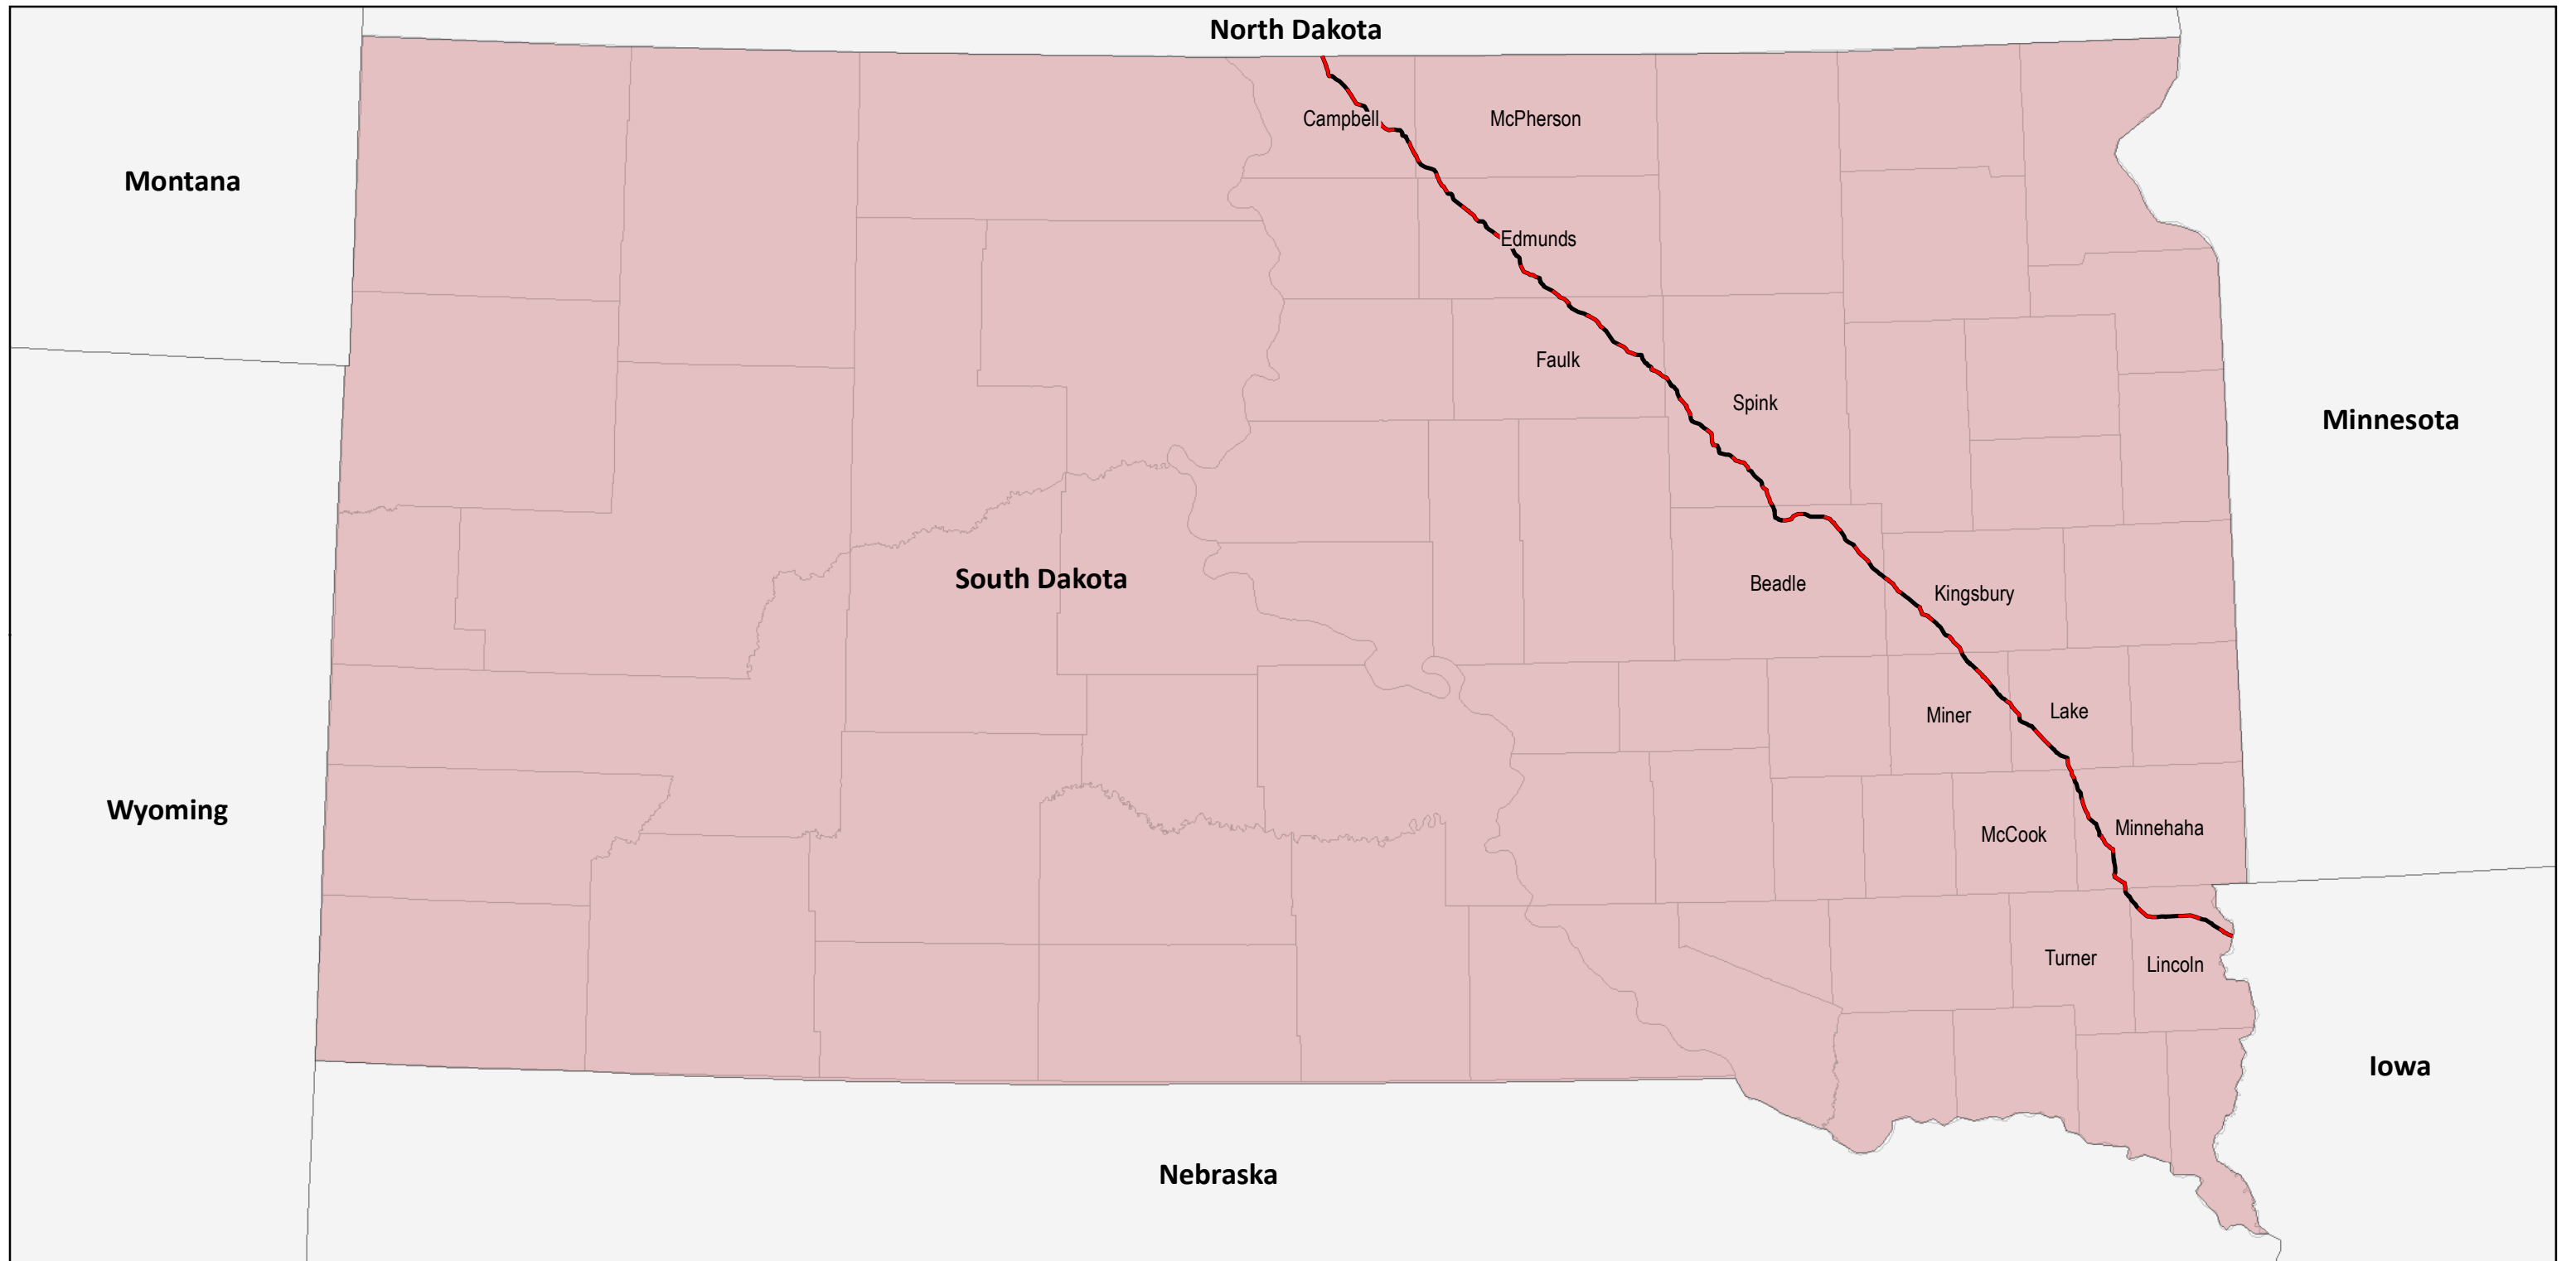 North Dakota
Campbell
McPherson
Montana
Edmunds
Faulk
Spink
Minnesota
South Dakota
Beadle
Kingsbury
Miner
Lake
Wyoming
McCook
Minnehaha
Turner
Lincoln
Iowa
Nebraska